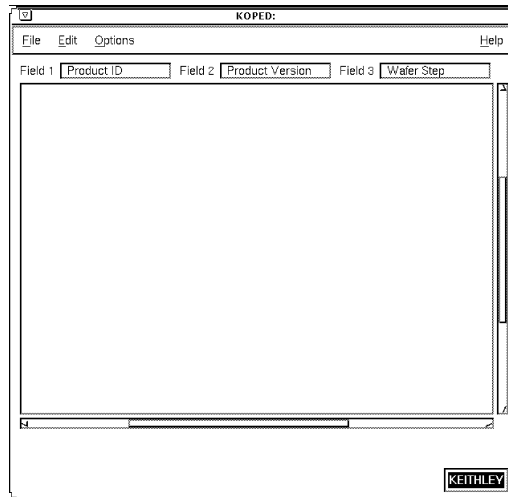 KOPED:
File Edit Options Help
Field 1 Product ID Field 2 Product Version Field 3 Wafer Step
KEITHLEY